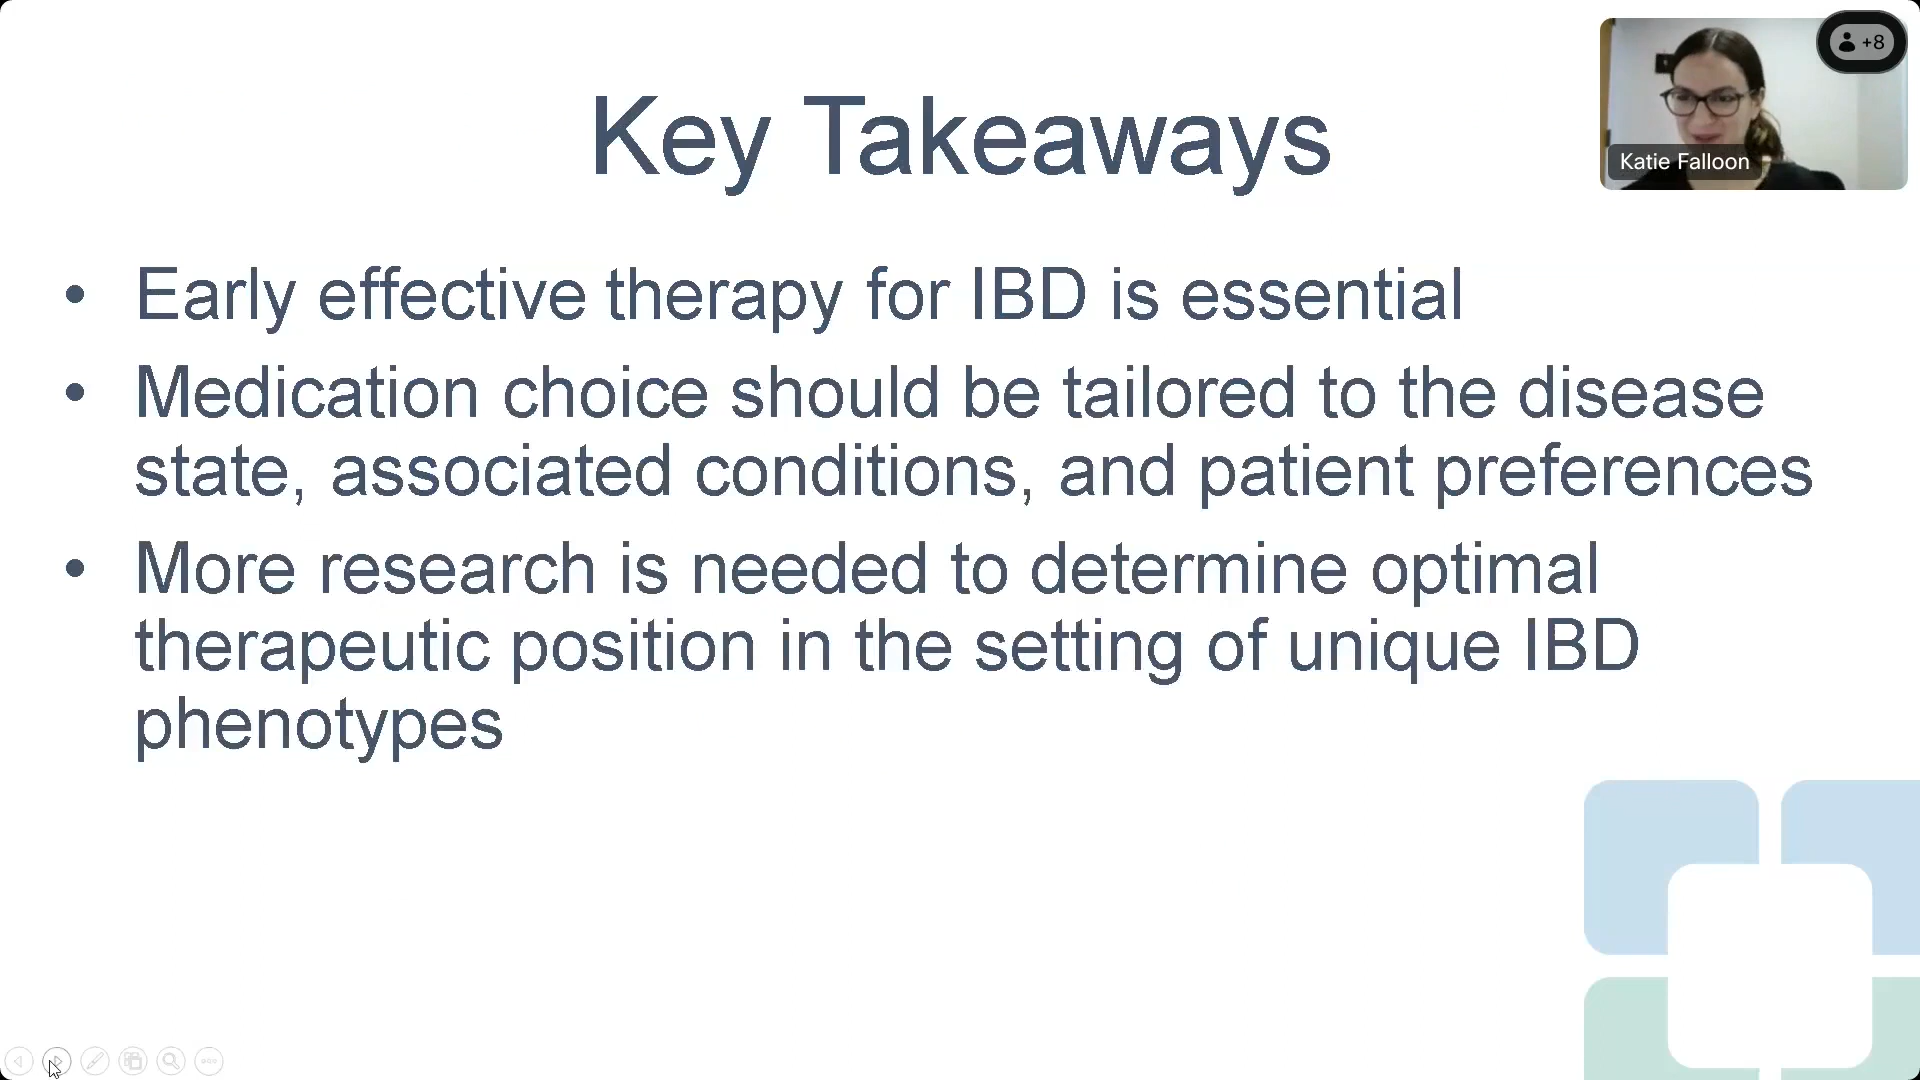 Key Takeaways
+8
Katie Falloon
• Early effective therapy for IBD is essential
• Medication choice should be tailored to the disease
state, associated conditions, and patient preferences
• More research is needed to determine optimal
therapeutic position in the setting of unique IBD
phenotypes